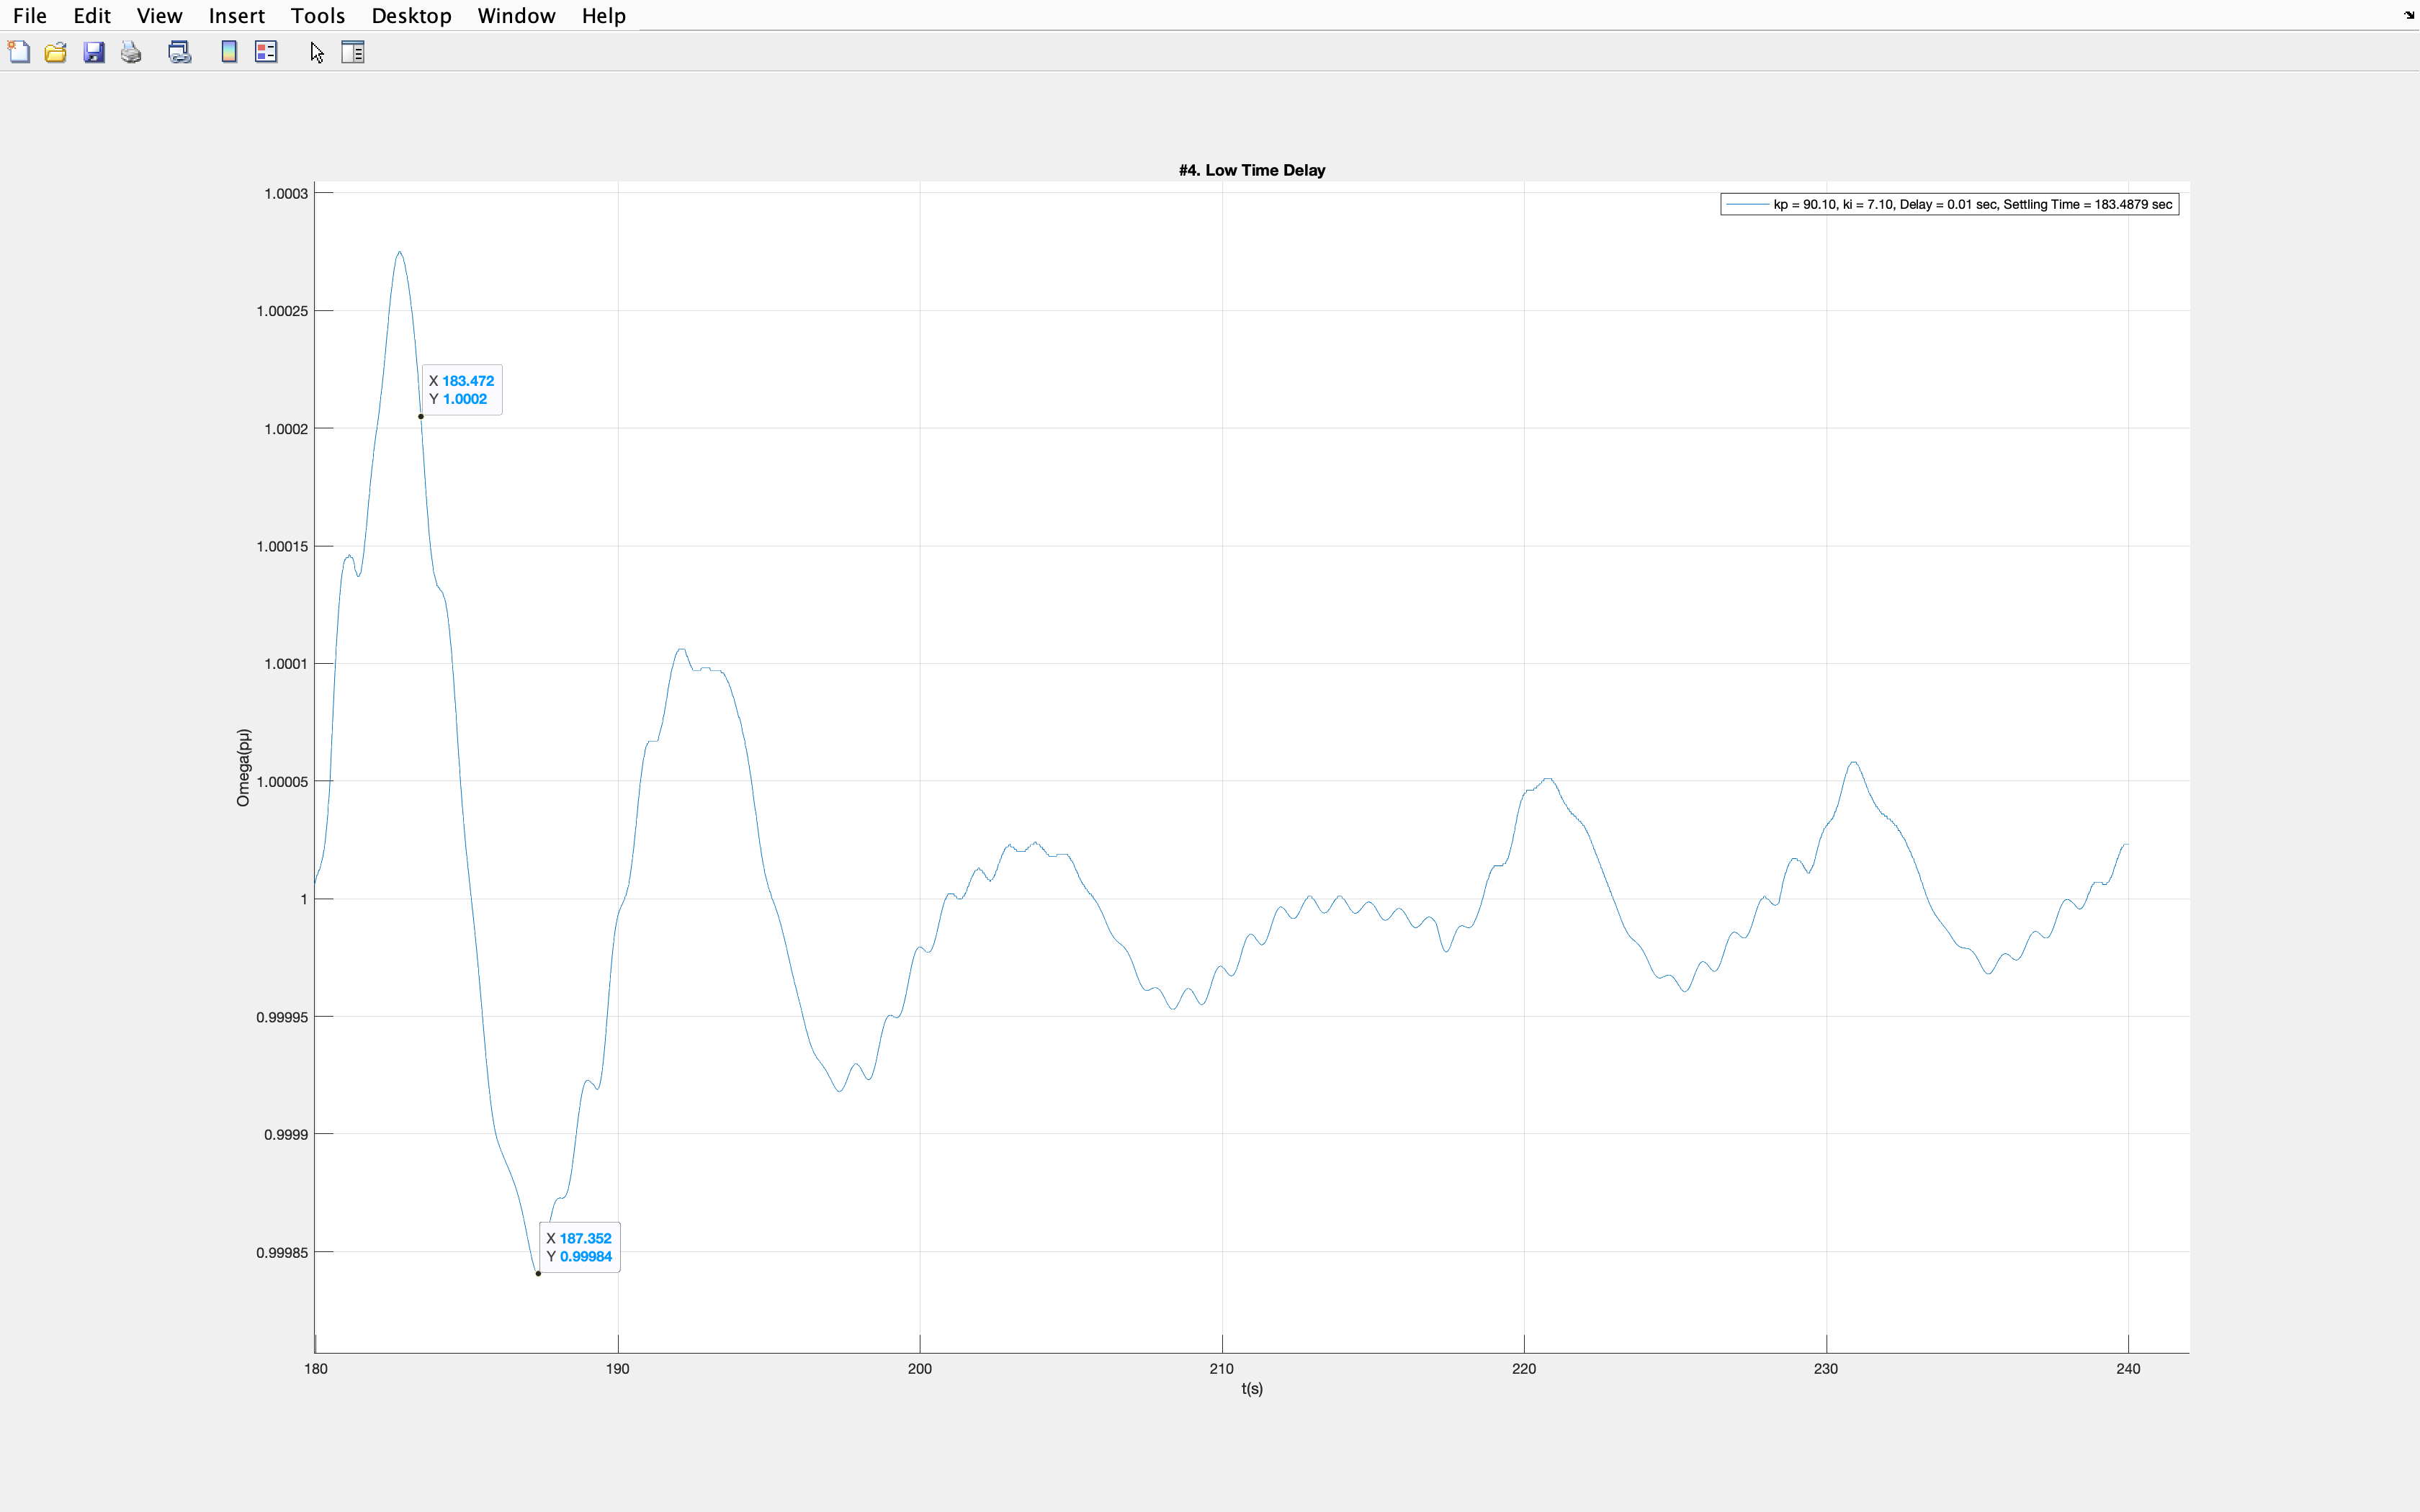 File Edit View Insert Tools Desktop Window Help
#4. Low Time Delay
kp = 90.10, ki = 7.10, Delay = 0.01 sec, Settling Time = 183.4879 sec
1.0003
1.00025
1.0002
1.00015
1.0001
1.00005
1
0.99995
0.9999
0.99985
Omega(pμ)
X 183.472
Y 1.0002
X 187.352
Y 0.99984
180 190 200 210 220 230 240
t(s)